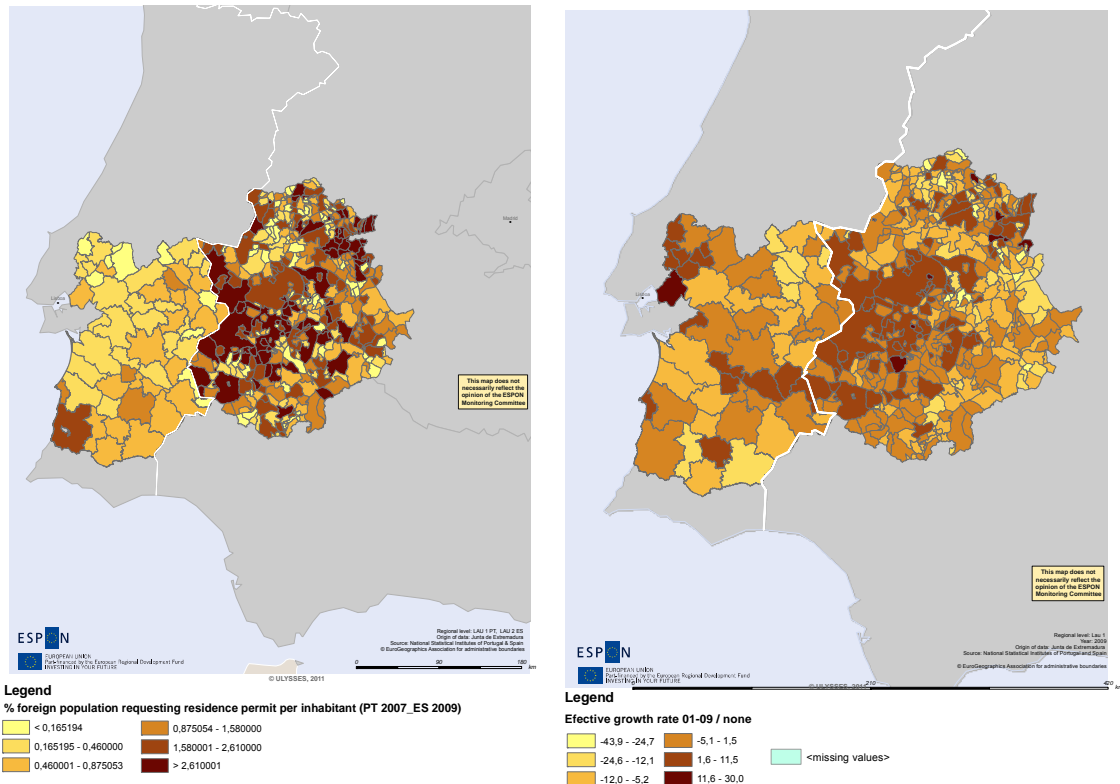 Madrid
Lisboa
This map does not
necessarily reflect the
opinion of the ESPON
Monitoring Committee
ESPON
EUROPEAN UNION
Part-financed by the European Regional Development Fund
INVESTING IN YOUR FUTURE
Regional level: LAU 1 PT, LAU 2 ES
Origin of data: Junta de Extremadura
Source: National Statistical Institutes of Portugal & Spain
© EuroGeographics Association for administrative boundaries
0 90 180
km
© ULYSSES, 2011
Legend
% foreign population requesting residence permit per inhabitant (PT 2007_ES 2009)
< 0,165194
0,165195 - 0,460000
0,460001 - 0,875053
0,875054 - 1,580000
1,580001 - 2,610000
> 2,610001
Lisboa
This map does not
necessarily reflect the
opinion of the ESPON
Monitoring Committee
ESPON
EUROPEAN UNION
Part-financed by the European Regional Development Fund
INVESTING IN YOUR FUTURE
Regional level: Lau 1
Year: 2009
Origin of data: Junta de Extremadura
Source: National Statistical Institutes of Portugal and Spain
© EuroGeographics Association for administrative boundaries
© ULYSSES, 2011
210 420
km
Legend
Efective growth rate 01-09 / none
-43,9 - -24,7
-24,6 - -12,1
-12,0 - -5,2
-5,1 - 1,5
1,6 - 11,5
11,6 - 30,0
<missing values>